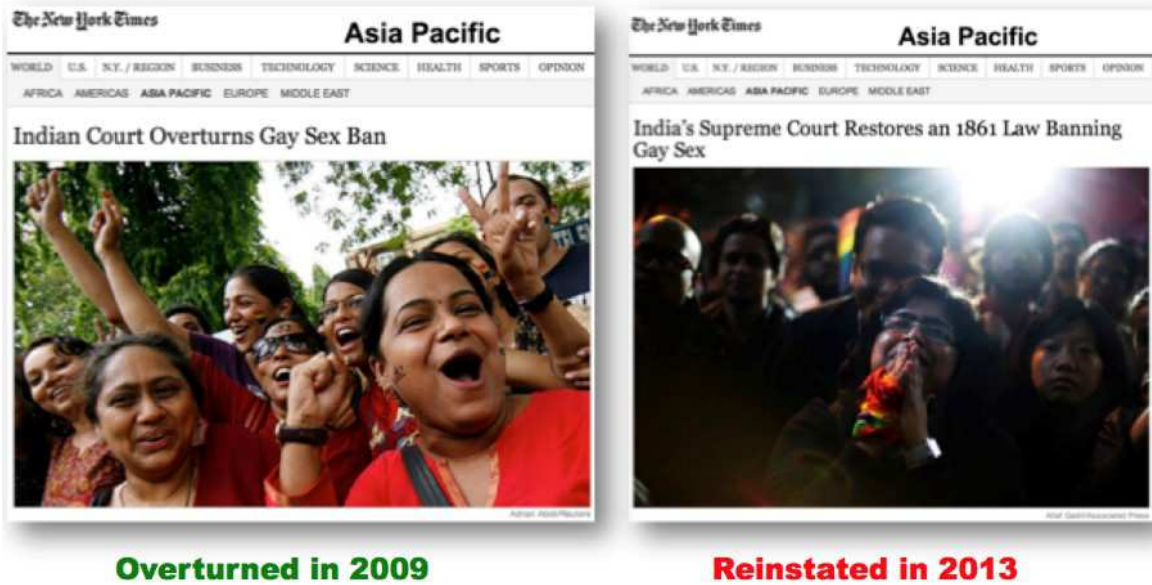 The New York Times
Asia Pacific
WORLD U.S. N.Y. / REGION BUSINESS TECHNOLOGY SCIENCE HEALTH SPORTS OPINION
AFRICA AMERICAS ASIA PACIFIC EUROPE MIDDLE EAST
Indian Court Overturns Gay Sex Ban
Overturned in 2009
The New York Times
Asia Pacific
WORLD U.S. N.Y. / REGION BUSINESS TECHNOLOGY SCIENCE HEALTH SPORTS OPINION
AFRICA AMERICAS ASIA PACIFIC EUROPE MIDDLE EAST
India's Supreme Court Restores an 1861 Law Banning
Gay Sex
Reinstated in 2013